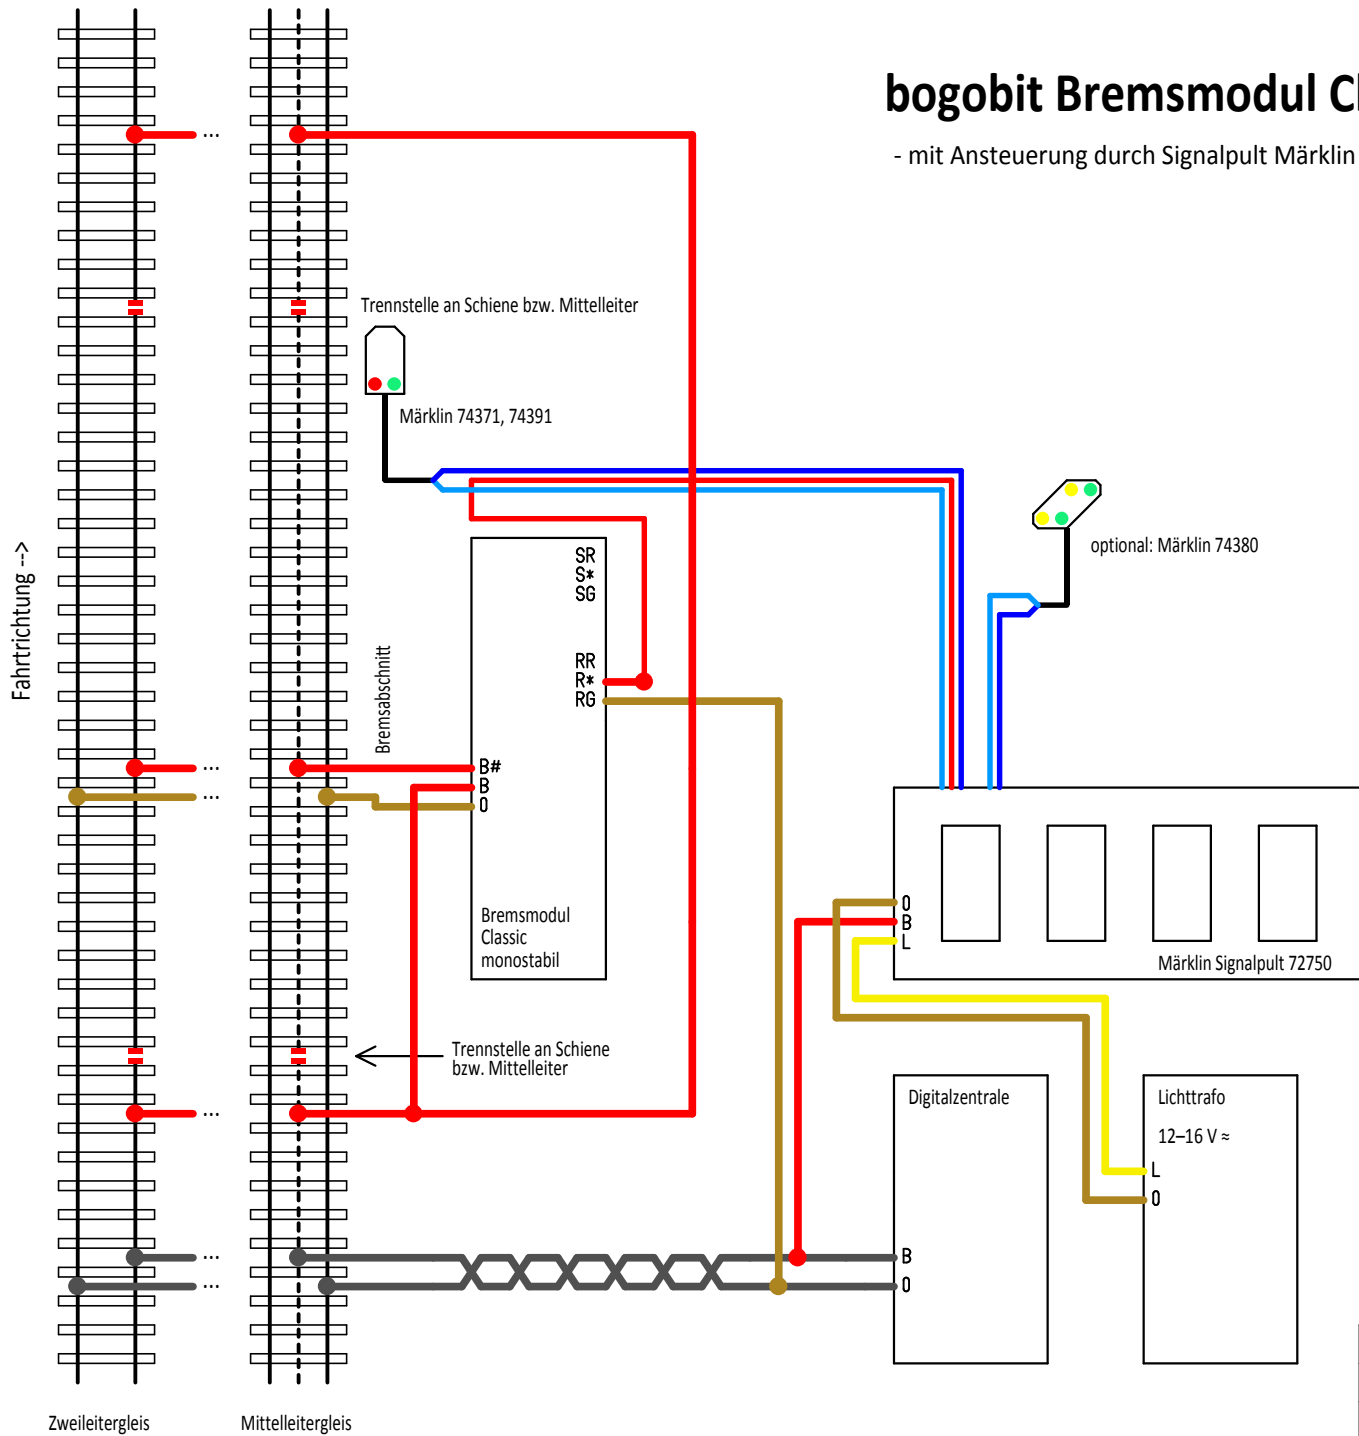 bogobit Bremsmodul Cl
- mit Ansteuerung durch Signalpult Märklin
...
Trennstelle an Schiene bzw. Mittelleiter
Märklin 74371, 74391
optional: Märklin 74380
Fahrtrichtung -->
Bremsabschnitt
SR
S*
SG
RR
R*
RG
...
B#
B
0
...
Bremsmodul
Classic
monostabil
0
B
L
Märklin Signalpult 72750
Trennstelle an Schiene
bzw. Mittelleiter
...
Digitalzentrale
B
0
Lichttrafo
12–16 V ≈
L
0
...
...
Zweileitergleis
Mittelleitergleis